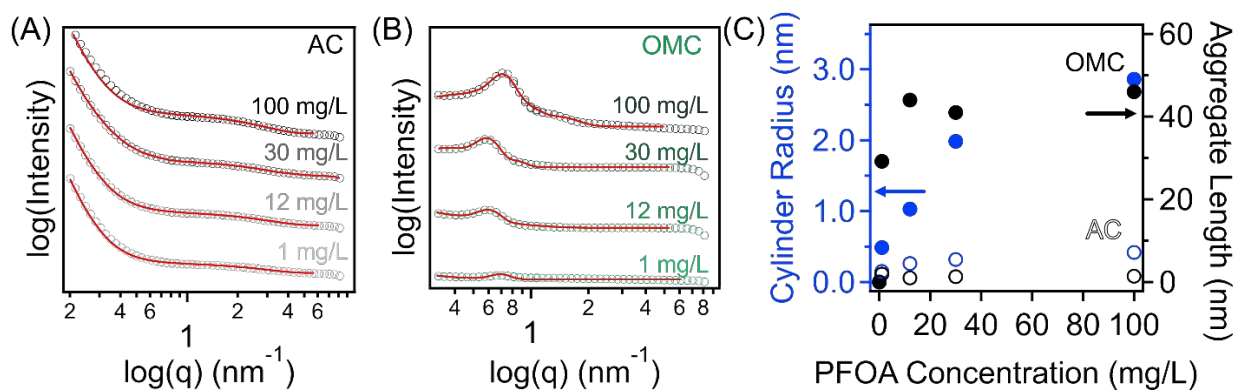 (A)
AC
log(Intensity)
100 mg/L
30 mg/L
12 mg/L
1 mg/L
2 4 6 1 2 4 6
log(q) (nm⁻¹)
(B)
OMC
log(Intensity)
100 mg/L
30 mg/L
12 mg/L
1 mg/L
4 6 8 1 2 4 6 8
log(q) (nm⁻¹)
(C)
Cylinder Radius (nm)
3.0
2.0
1.0
0.0
OMC
AC
60
40
20
0
Aggregate Length (nm)
0 20 40 60 80 100
PFOA Concentration (mg/L)